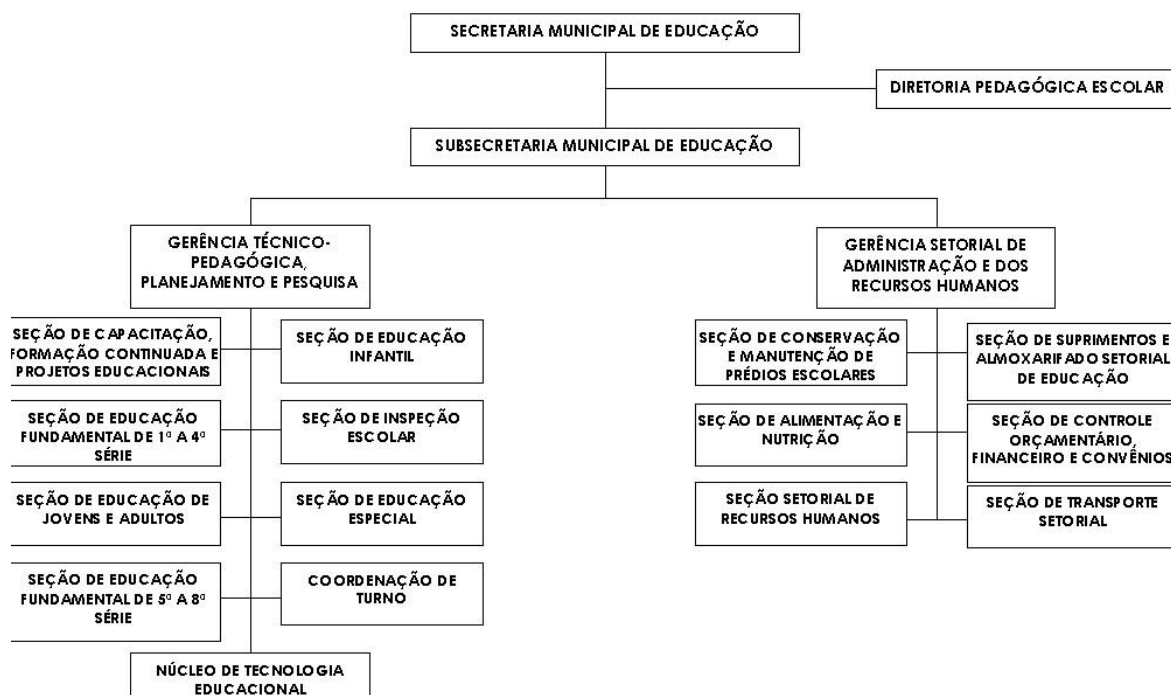 SECRETARIA MUNICIPAL DE EDUCAÇÃO
DIRETORIA PEDAGÓGICA ESCOLAR
SUBSECRETARIA MUNICIPAL DE EDUCAÇÃO
GERÊNCIA TÉCNICO-
PEDAGÓGICA,
PLANEJAMENTO E PESQUISA
GERÊNCIA SETORIAL DE
ADMINISTRAÇÃO E DOS
RECURSOS HUMANOS
SEÇÃO DE CAPACITAÇÃO,
FORMAÇÃO CONTINUADA E
PROJETOS EDUCACIONAIS
SEÇÃO DE EDUCAÇÃO
INFANTIL
SEÇÃO DE CONSERVAÇÃO
E MANUTENÇÃO DE
PRÉDIOS ESCOLARES
SEÇÃO DE SUPRIMENTOS E
ALMOXARIFADO SETORIAL
DE EDUCAÇÃO
SEÇÃO DE EDUCAÇÃO
FUNDAMENTAL DE 1ª A 4ª
SÉRIE
SEÇÃO DE INSPEÇÃO
ESCOLAR
SEÇÃO DE ALIMENTAÇÃO E
NUTRIÇÃO
SEÇÃO DE CONTROLE
ORÇAMENTÁRIO,
FINANCEIRO E CONVÊNIOS
SEÇÃO DE EDUCAÇÃO DE
JOVENS E ADULTOS
SEÇÃO DE EDUCAÇÃO
ESPECIAL
SEÇÃO SETORIAL DE
RECURSOS HUMANOS
SEÇÃO DE TRANSPORTE
SETORIAL
SEÇÃO DE EDUCAÇÃO
FUNDAMENTAL DE 5ª A 8ª
SÉRIE
COORDENAÇÃO DE
TURNO
NÚCLEO DE TECNOLOGIA
EDUCACIONAL